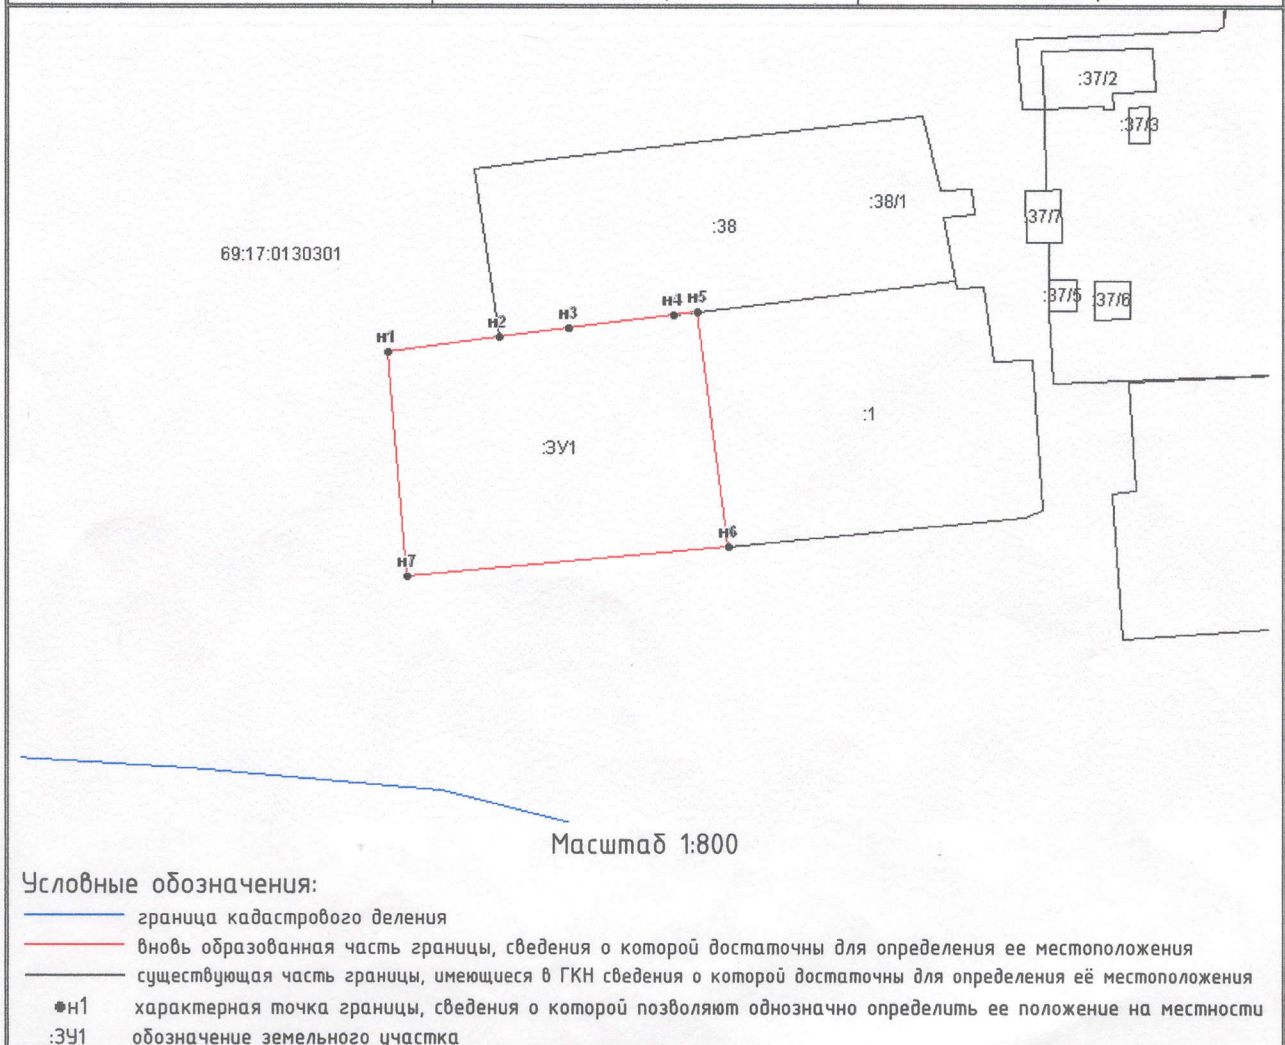 :37/2
:37/3
:38/1
:38
37/7
69:17:0130301
:37/5
:37/6
н1
н2
н3
н4
н5
:1
:ЗУ1
н6
н7
Масштаб 1:800
Условные обозначения:
граница кадастрового деления
вновь образованная часть границы, сведения о которой достаточны для определения ее местоположения
существующая часть границы, имеющиеся в ГКН сведения о которой достаточны для определения её местоположения
н1 характерная точка границы, сведения о которой позволяют однозначно определить ее положение на местности
:ЗУ1 обозначение земельного участка